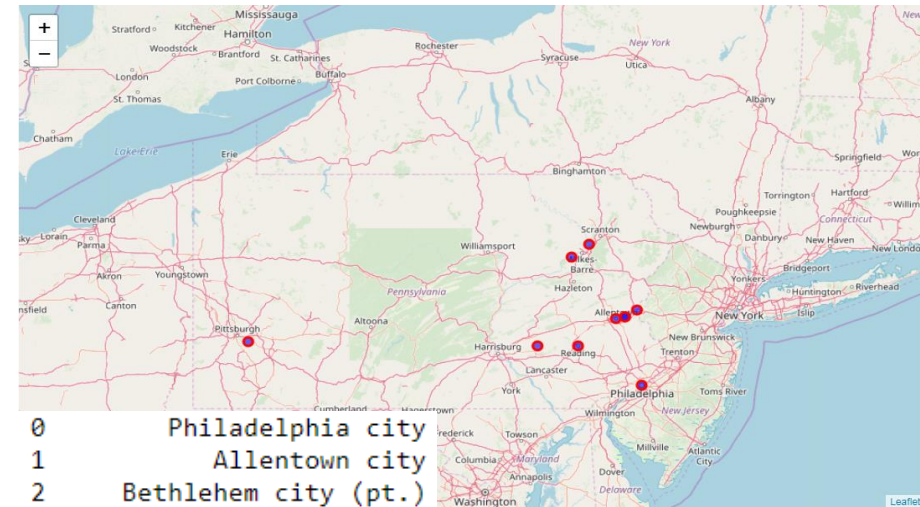 +
−
Mississauga
Stratford
Kitchener
Hamilton
Woodstock
Brantford
St. Catharines
Rochester
New York
Syracuse
Utica
London
Port Colborne
Buffalo
St. Thomas
Albany
Chatham
Lake Erie
Erie
Springfield
Binghamton
Torrington
Hartford
Poughkeepsie
Connecticut
Cleveland
Scranton
Newburgh
Danbury
New Haven
New London
Lorain
Parma
Williamsport
Bridgeport
Akron
Youngstown
Barre
Hazleton
Yonkers
Huntington
Riverhead
Canton
Pennsylvania
New York
Islip
Altoona
Pittsburgh
New Brunswick
Harrisburg
Reading
Trenton
Lancaster
York
Philadelphia
Toms River
Cumberland
Hagerstown
Wilmington
New Jersey
0 Philadelphia city
1 Allentown city
2 Bethlehem city (pt.)
Towson
Millville
Atlantic
City
Columbia
Maryland
Annapolis
Dover
Delaware
Washington
Leaflet